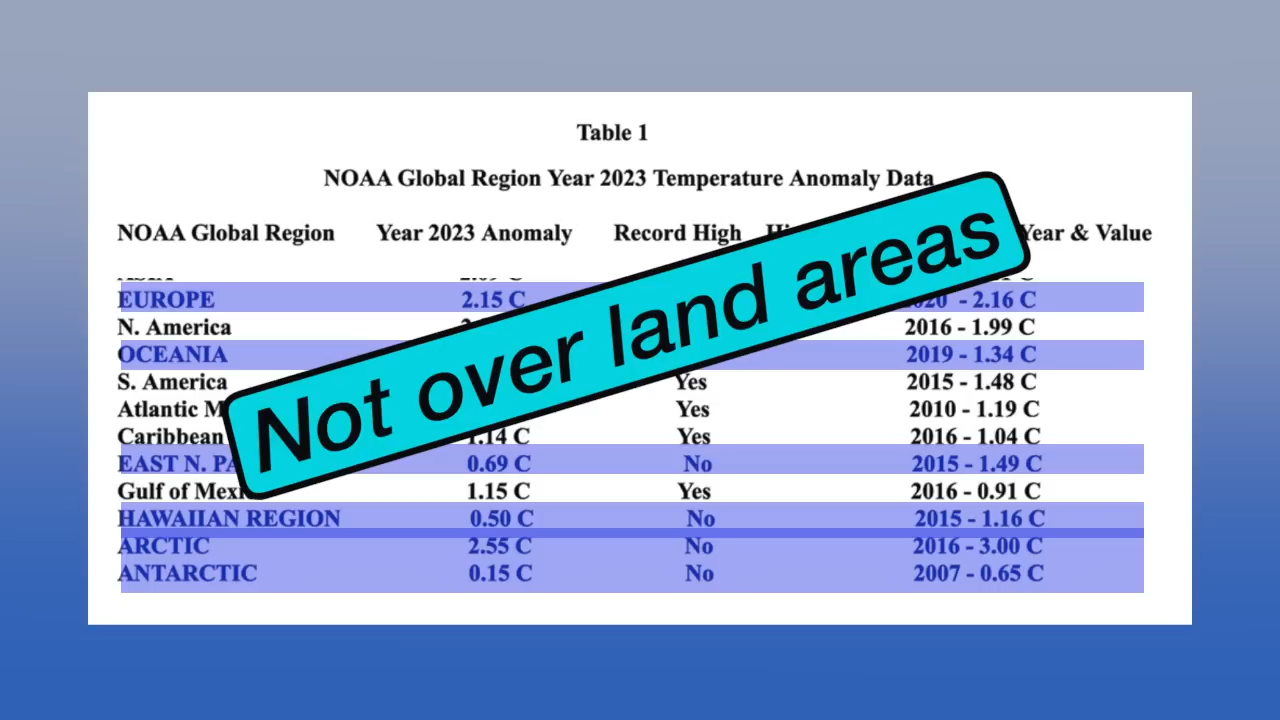 Table 1
NOAA Global Region Year 2023 Temperature Anomaly Data
NOAA Global Region Year 2023 Anomaly Record High Year & Value
EUROPE 2.15 C 2020 - 2.16 C
N. America 2016 - 1.99 C
OCEANIA 2019 - 1.34 C
S. America Yes 2015 - 1.48 C
Atlantic Yes 2010 - 1.19 C
Caribbean 1.14 C Yes 2016 - 1.04 C
EAST N. 0.69 C No 2015 - 1.49 C
Gulf of 1.15 C Yes 2016 - 0.91 C
HAWAIIAN REGION 0.50 C No 2015 - 1.16 C
ARCTIC 2.55 C No 2016 - 3.00 C
ANTARCTIC 0.15 C No 2007 - 0.65 C
Not over land areas